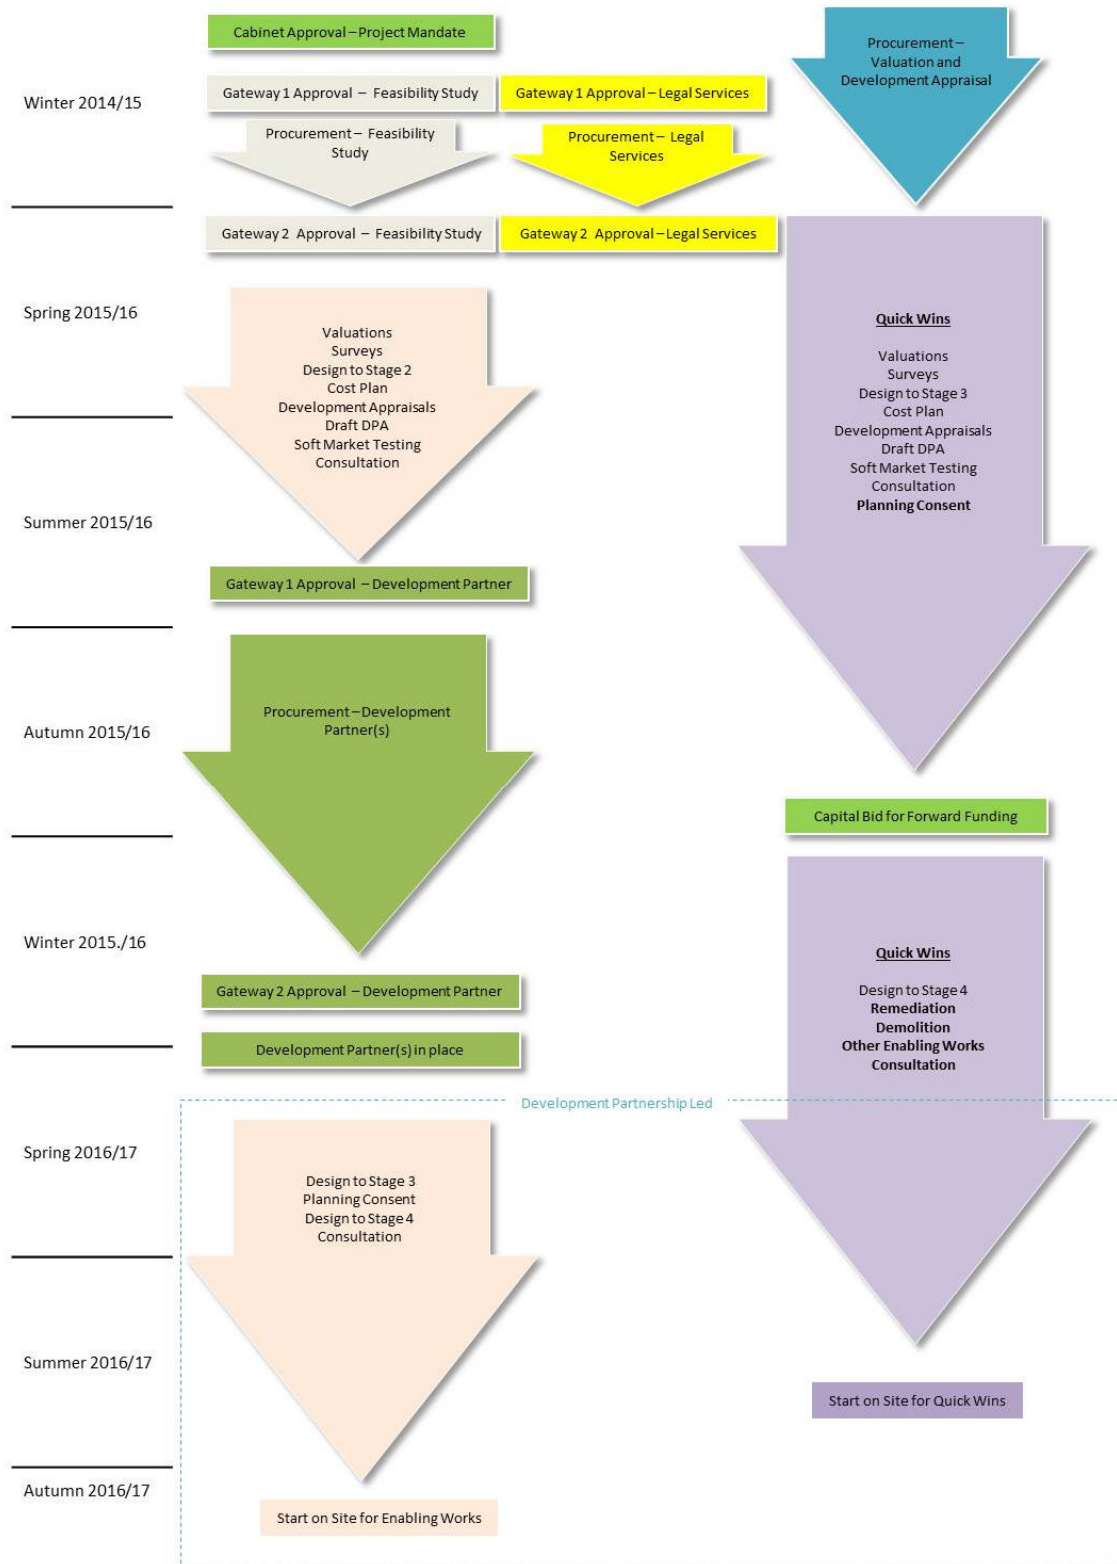 Cabinet Approval – Project Mandate
Procurement –
Valuation and
Development Appraisal
Winter 2014/15
Gateway 1 Approval – Feasibility Study
Gateway 1 Approval – Legal Services
Procurement – Feasibility
Study
Procurement – Legal
Services
Gateway 2 Approval – Feasibility Study
Gateway 2 Approval – Legal Services
Spring 2015/16
Valuations
Surveys
Design to Stage 2
Cost Plan
Development Appraisals
Draft DPA
Soft Market Testing
Consultation
Quick Wins
Valuations
Surveys
Design to Stage 3
Cost Plan
Development Appraisals
Draft DPA
Soft Market Testing
Consultation
Planning Consent
Summer 2015/16
Gateway 1 Approval – Development Partner
Autumn 2015/16
Procurement – Development
Partner(s)
Capital Bid for Forward Funding
Winter 2015./16
Gateway 2 Approval – Development Partner
Development Partner(s) in place
Quick Wins
Design to Stage 4
Remediation
Demolition
Other Enabling Works
Consultation
Development Partnership Led
Spring 2016/17
Design to Stage 3
Planning Consent
Design to Stage 4
Consultation
Summer 2016/17
Start on Site for Quick Wins
Autumn 2016/17
Start on Site for Enabling Works